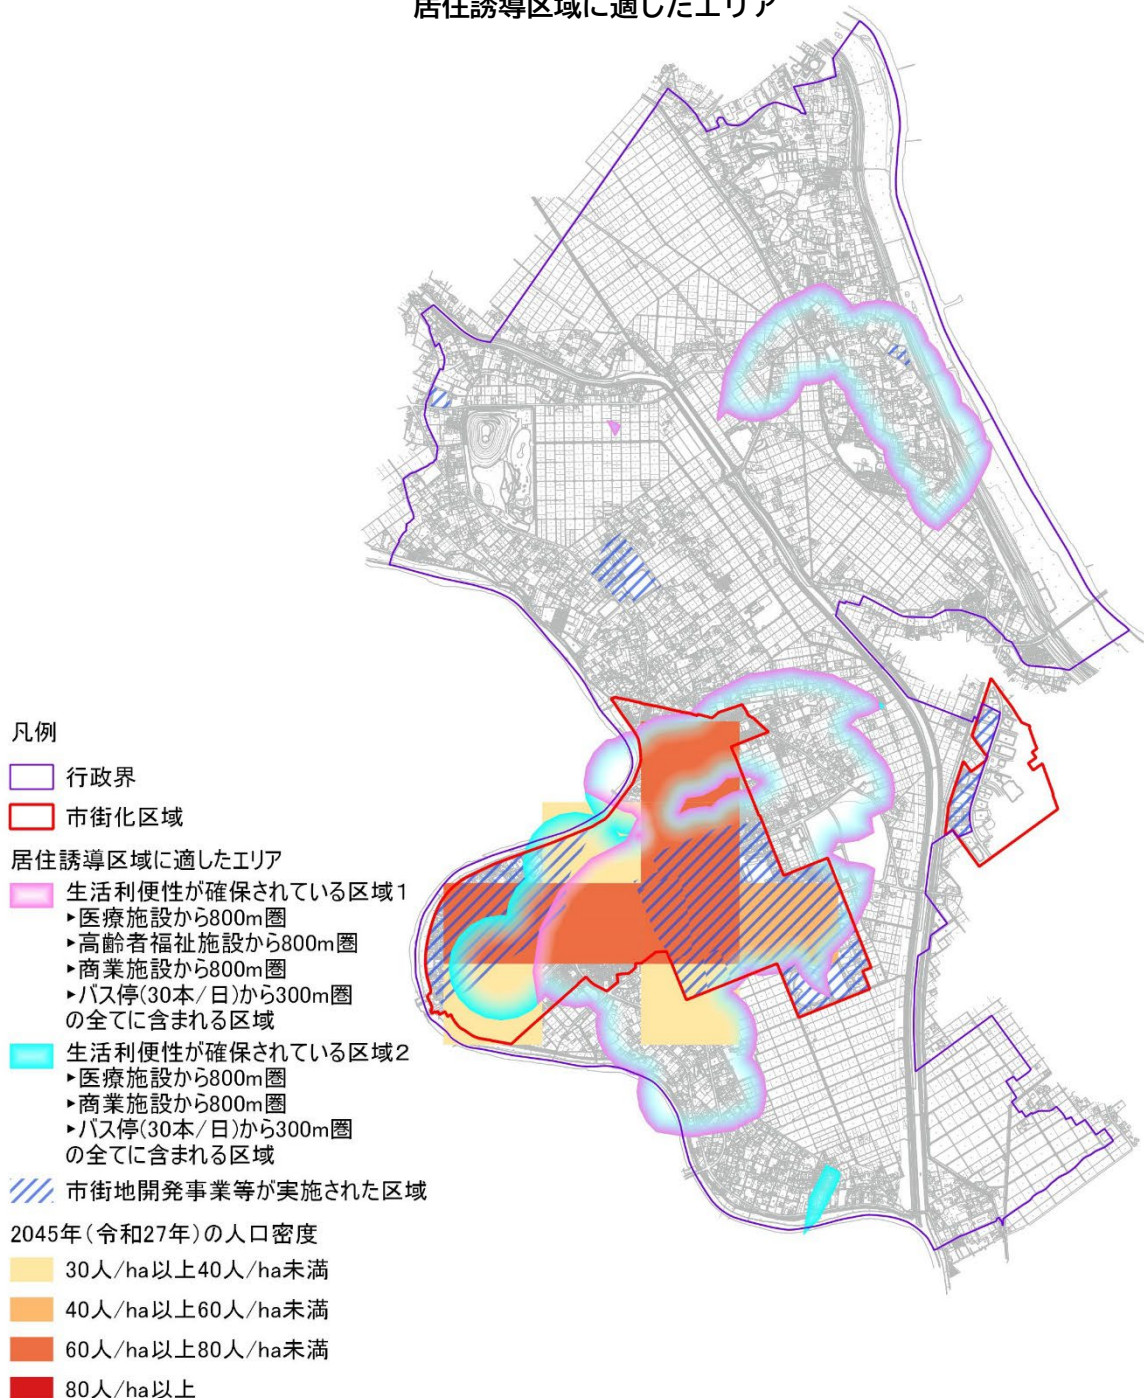 居住誘導区域に適したエリア
凡例
行政界
市街化区域
居住誘導区域に適したエリア
生活利便性が確保されている区域1
▸医療施設から800m圏
▸高齢者福祉施設から800m圏
▸商業施設から800m圏
▸バス停(30本/日)から300m圏
の全てに含まれる区域
生活利便性が確保されている区域2
▸医療施設から800m圏
▸商業施設から800m圏
▸バス停(30本/日)から300m圏
の全てに含まれる区域
市街地開発事業等が実施された区域
2045年(令和27年)の人口密度
30人/ha以上40人/ha未満
40人/ha以上60人/ha未満
60人/ha以上80人/ha未満
80人/ha以上